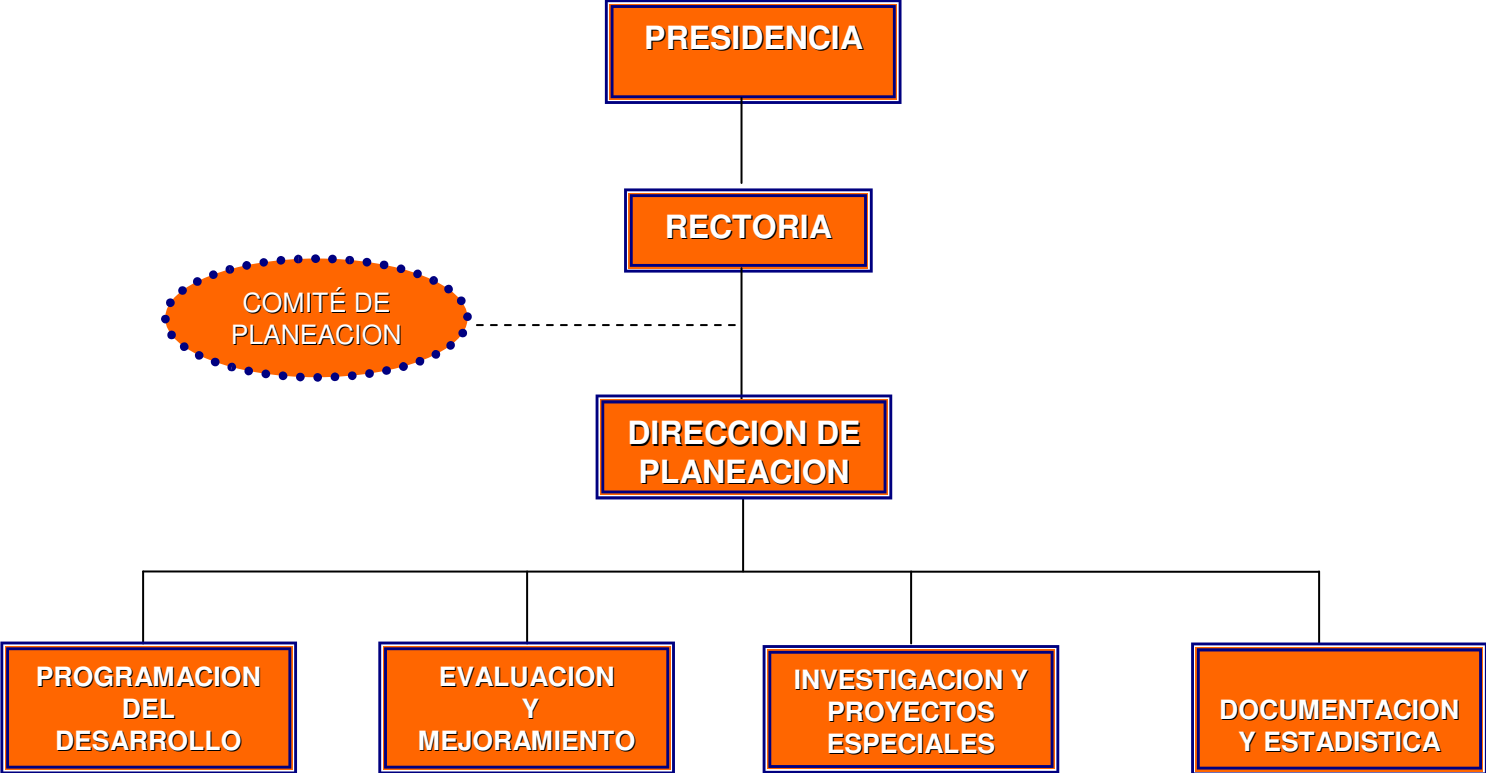 PRESIDENCIA
RECTORIA
COMITÉ DE
PLANEACION
DIRECCION DE
PLANEACION
PROGRAMACION
DEL
DESARROLLO
EVALUACION
Y
MEJORAMIENTO
INVESTIGACION Y
PROYECTOS
ESPECIALES
DOCUMENTACION
Y ESTADISTICA